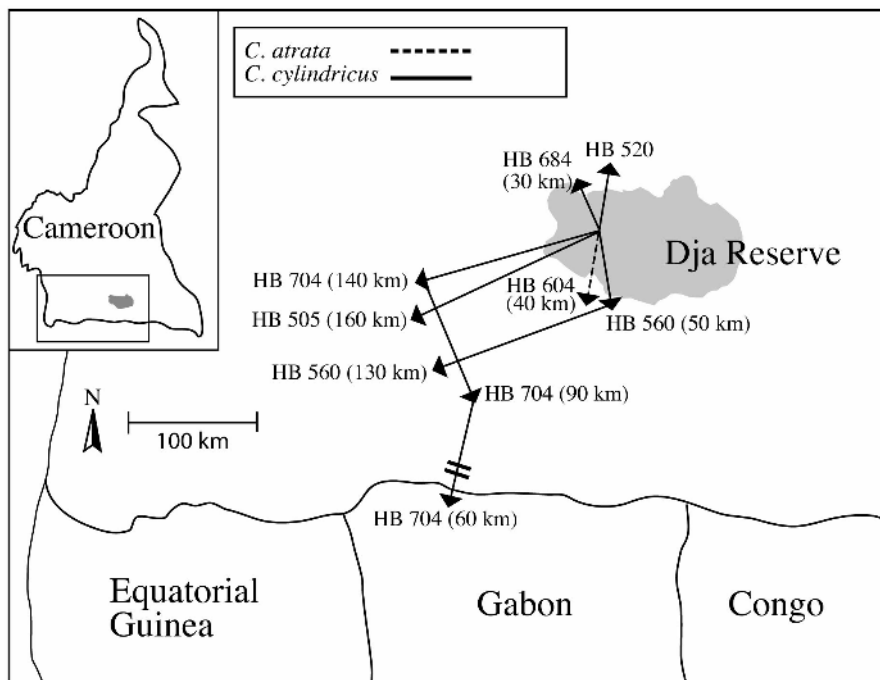 C. atrata
C. cylindricus
Cameroon
HB 684
(30 km)
HB 520
Dja Reserve
HB 704 (140 km)
HB 604
(40 km)
HB 505 (160 km)
HB 560 (50 km)
HB 560 (130 km)
HB 704 (90 km)
N
100 km
HB 704 (60 km)
Equatorial
Guinea
Gabon
Congo